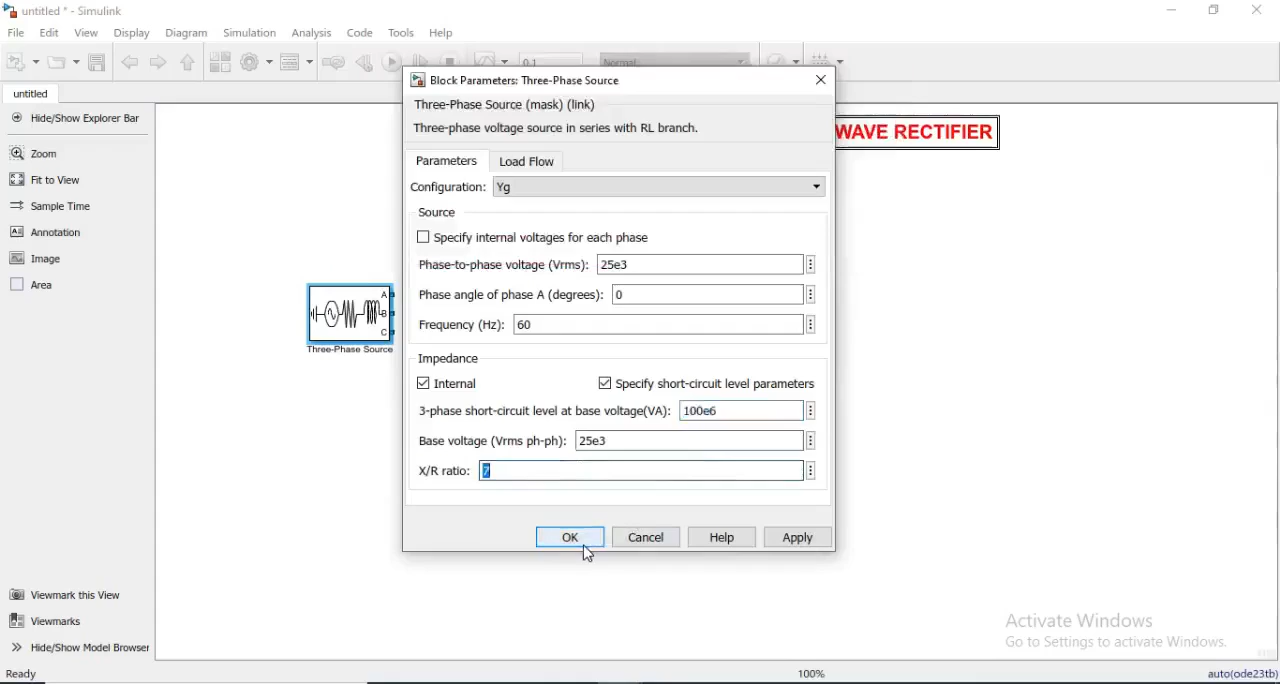 untitled * - Simulink
File Edit View Display Diagram Simulation Analysis Code Tools Help
0.1 Normal
untitled
Hide/Show Explorer Bar
Zoom
Fit to View
Sample Time
Annotation
Image
Area
A
B
C
Three-Phase Source
Block Parameters: Three-Phase Source
Three-Phase Source (mask) (link)
Three-phase voltage source in series with RL branch.
Parameters Load Flow
Configuration: Yg
Source
Specify internal voltages for each phase
Phase-to-phase voltage (Vrms): 25e3
Phase angle of phase A (degrees): 0
Frequency (Hz): 60
Impedance
Internal Specify short-circuit level parameters
3-phase short-circuit level at base voltage(VA): 100e6
Base voltage (Vrms ph-ph): 25e3
X/R ratio: 7
OK Cancel Help Apply
WAVE RECTIFIER
Viewmark this View
Viewmarks
Hide/Show Model Browser
Activate Windows
Go to Settings to activate Windows.
Ready 100% auto(ode23tb)